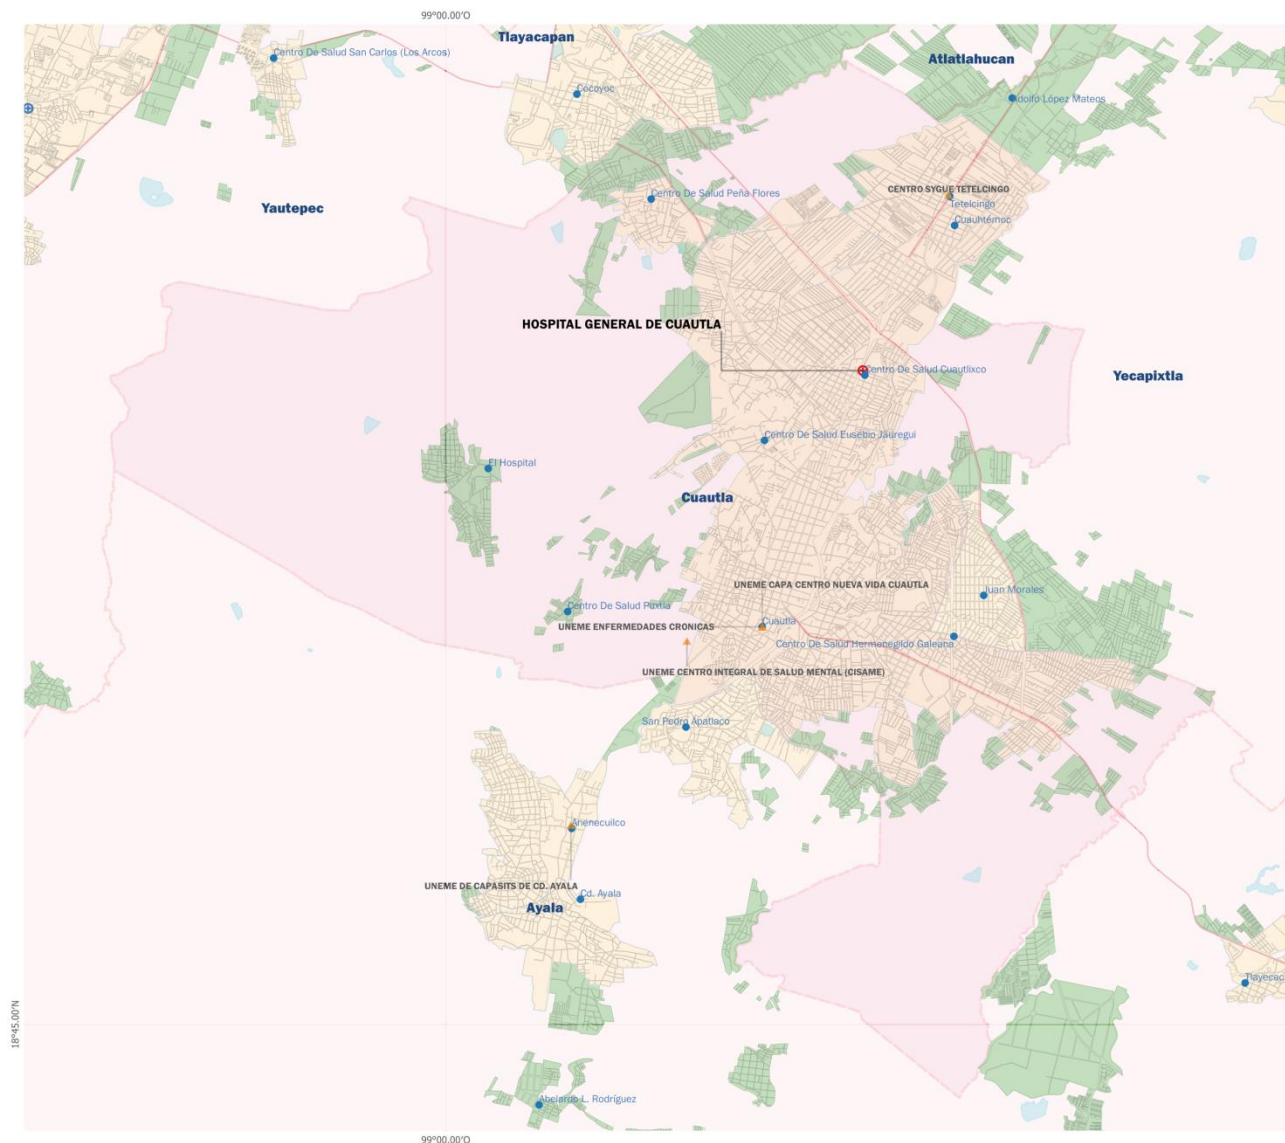 99°00.00'O
Tlayacapan
Atlatlahucan
Centro De Salud San Carlos (Los Arcos)
Cocoyoc
Adolfo López Mateos
CENTRO SYGUE TETELCINGO
Centro De Salud Peña Flores
Tetelcingo
Yautepec
Cuauhtémoc
HOSPITAL GENERAL DE CUAUTLA
Centro De Salud Cuautlixco
Yecapixtla
Centro De Salud Eusebio Jáuregui
El Hospital
Cuautla
UNEME CAPA CENTRO NUEVA VIDA CUAUTLA
Juan Morales
Centro De Salud Puxtla
Cuautla
UNEME ENFERMEDADES CRONICAS
Centro De Salud Hermenegildo Galeana
UNEME CENTRO INTEGRAL DE SALUD MENTAL (CISAME)
San Pedro Apatlaco
Anenecuilco
UNEME DE CAPASITS DE CD. AYALA
Cd. Ayala
Ayala
Tlayecac
18°45.00'N
Abelardo L. Rodríguez
99°00.00'O